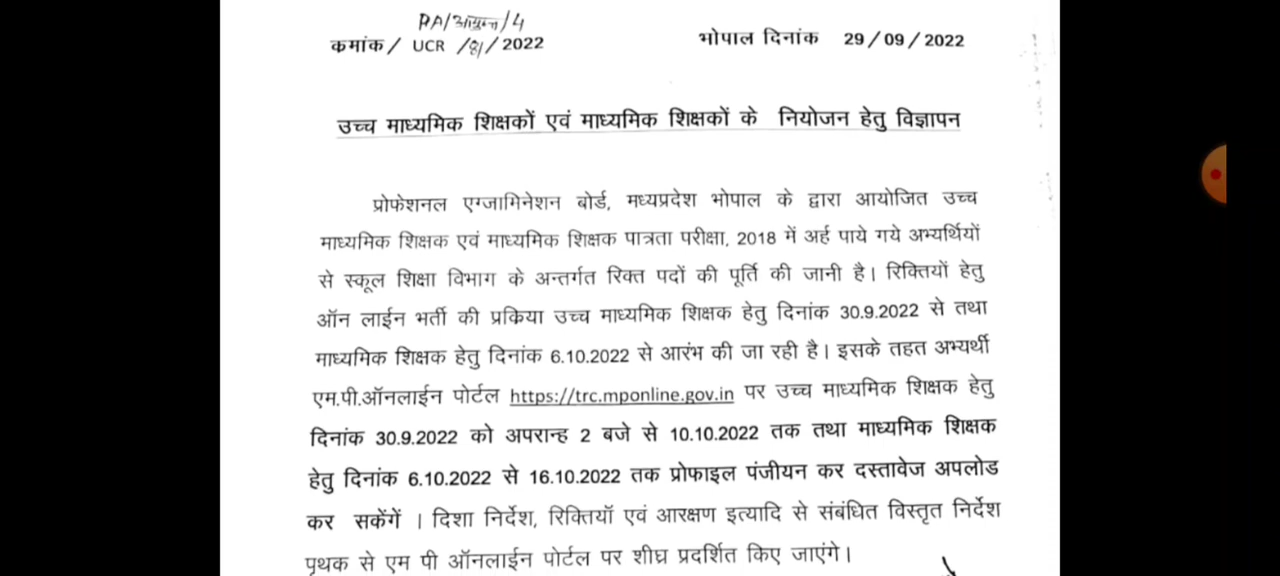 PA/आयुक्त/4
कमांक/ UCR /8/2022 भोपाल दिनांक 29/09/2022
उच्च माध्यमिक शिक्षकों एवं माध्यमिक शिक्षकों के नियोजन हेतु विज्ञापन
प्रोफेशनल एग्जामिनेशन बोर्ड, मध्यप्रदेश भोपाल के द्वारा आयोजित उच्च
माध्यमिक शिक्षक एवं माध्यमिक शिक्षक पात्रता परीक्षा, 2018 में अर्ह पाये गये अभ्यर्थियों
से स्कूल शिक्षा विभाग के अन्तर्गत रिक्त पदों की पूर्ति की जानी है। रिक्तियों हेतु
ऑन लाईन भर्ती की प्रकिया उच्च माध्यमिक शिक्षक हेतु दिनांक 30.9.2022 से तथा
माध्यमिक शिक्षक हेतु दिनांक 6.10.2022 से आरंभ की जा रही है। इसके तहत अभ्यर्थी
एम.पी.ऑनलाईन पोर्टल https://trc.mponline.gov.in पर उच्च माध्यमिक शिक्षक हेतु
दिनांक 30.9.2022 को अपरान्ह 2 बजे से 10.10.2022 तक तथा माध्यमिक शिक्षक
हेतु दिनांक 6.10.2022 से 16.10.2022 तक प्रोफाइल पंजीयन कर दस्तावेज अपलोड
कर सकेंगें । दिशा निर्देश, रिक्तियॉ एवं आरक्षण इत्यादि से संबंधित विस्तृत निर्देश
पृथक से एम पी ऑनलाईन पोर्टल पर शीघ्र प्रदर्शित किए जाएंगे।